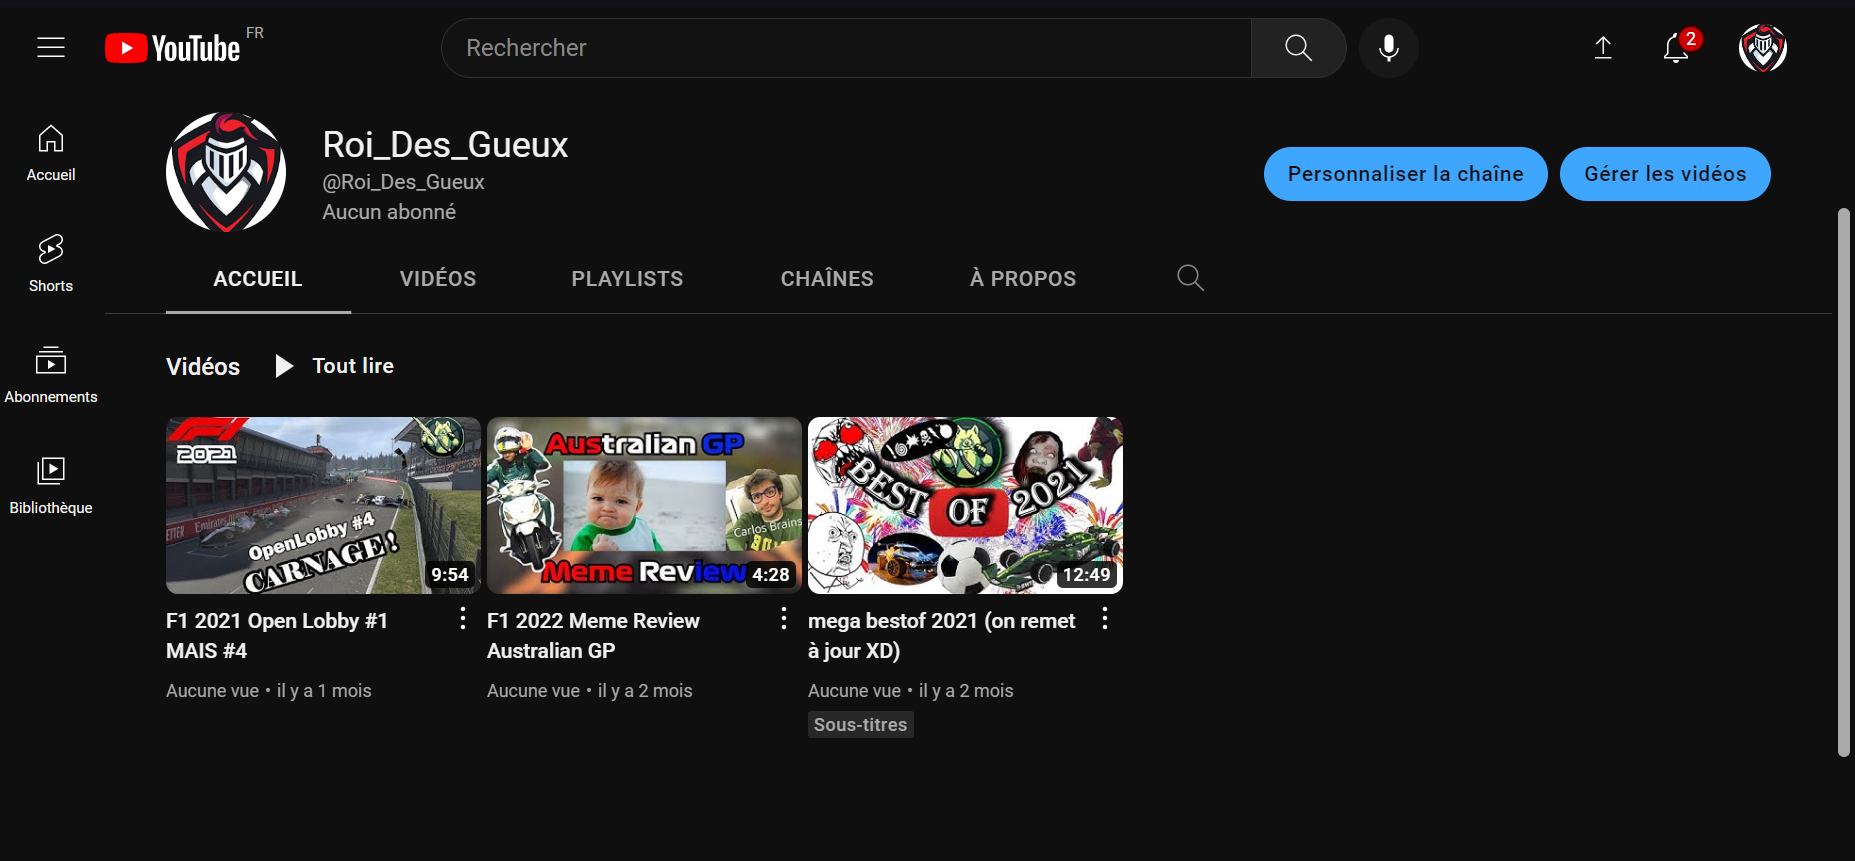 YouTube FR
Rechercher
2
Accueil
Shorts
Abonnements
Bibliothèque
Roi_Des_Gueux
@Roi_Des_Gueux
Aucun abonné
Personnaliser la chaîne
Gérer les vidéos
ACCUEIL
VIDÉOS
PLAYLISTS
CHAÎNES
À PROPOS
Vidéos
Tout lire
F1
2021
Emirates
OpenLobby #4
CARNAGE!
9:54
F1 2021 Open Lobby #1
MAIS #4
Aucune vue • il y a 1 mois
Australian GP
Carlos Brains
Meme Review
4:28
F1 2022 Meme Review
Australian GP
Aucune vue • il y a 2 mois
BEST OF 2021
12:49
mega bestof 2021 (on remet
à jour XD)
Aucune vue • il y a 2 mois
Sous-titres